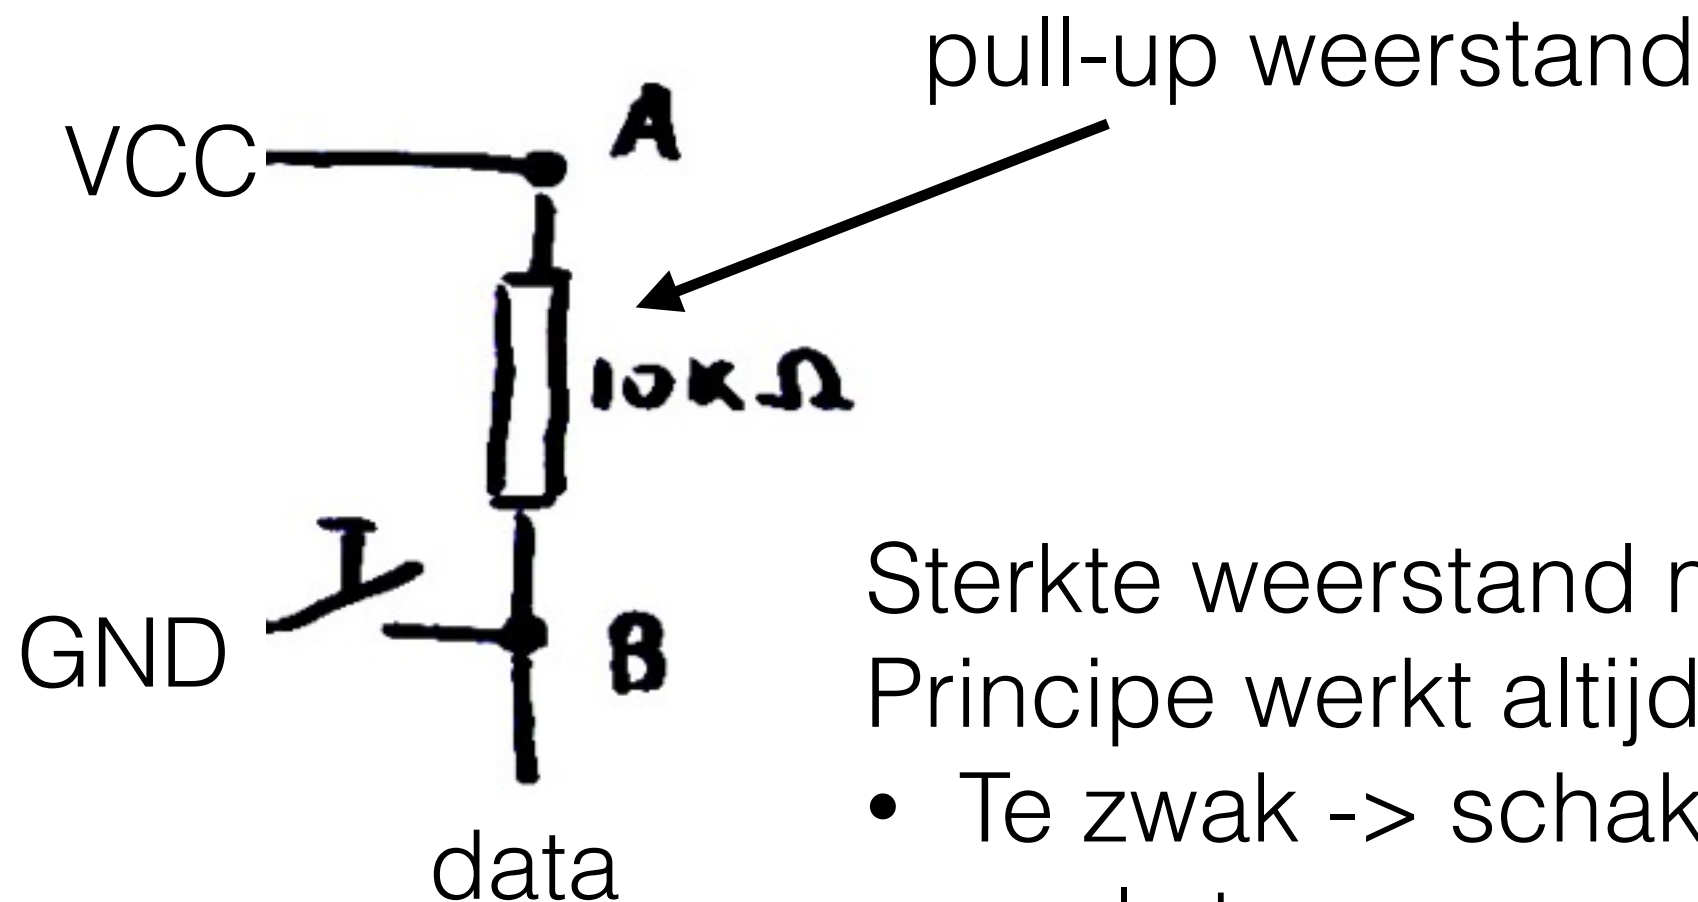 pull-up weerstand
VCC
A
10KΩ
GND
B
data
Sterkte weerstand
Principe werkt altijd
• Te zwak -> schak